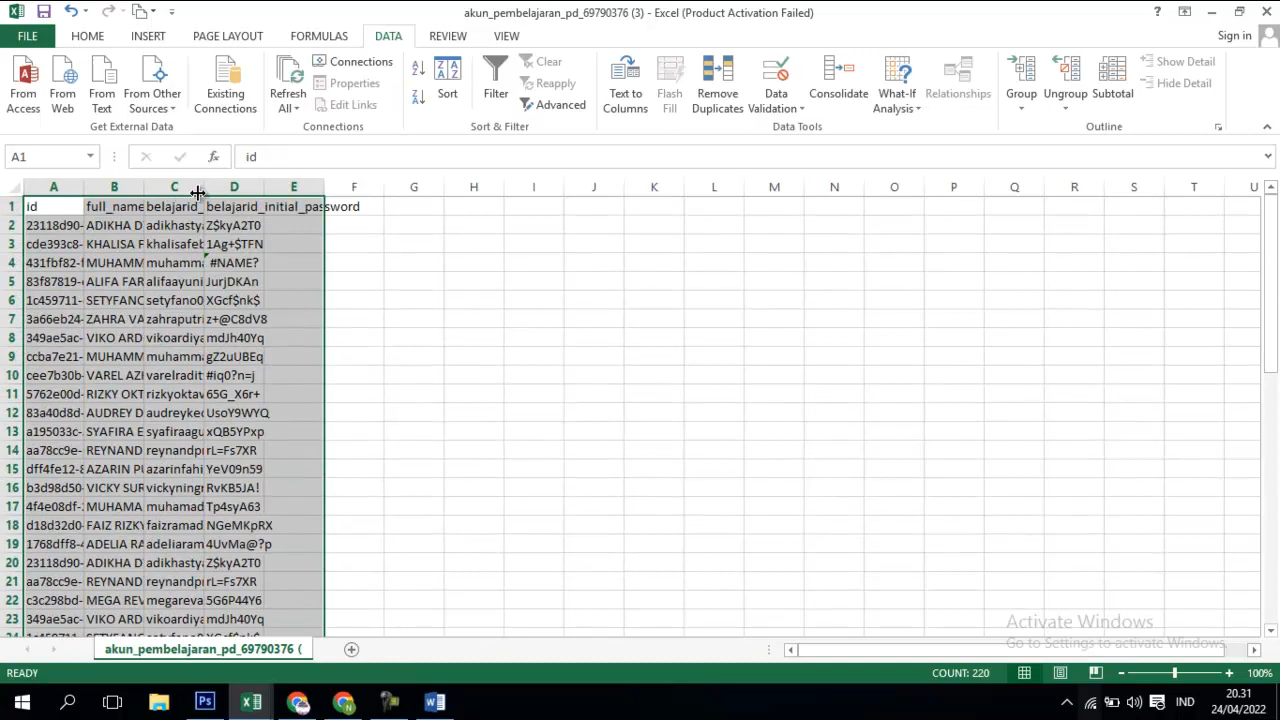 akun_pembelajaran_pd_69790376 (3) - Excel (Product Activation Failed)
FILE HOME INSERT PAGE LAYOUT FORMULAS DATA REVIEW VIEW Sign in
From Access
From Web
From Text
From Other Sources
Existing Connections
Get External Data
Refresh All
Connections
Properties
Edit Links
Connections
Sort
Filter
Clear
Reapply
Advanced
Sort & Filter
Text to Columns
Flash Fill
Remove Duplicates
Data Validation
Consolidate
What-If Analysis
Relationships
Data Tools
Group
Ungroup
Subtotal
Show Detail
Hide Detail
Outline
A1 id
A B C D E F G H I J K L M N O P Q R S T U
1 id full_name belajarid_ belajarid_initial_password
2 23118d90- ADIKHA D adikhasty Z$kyA2T0
3 cde393c8- KHALISA F khalisafeb 1Ag+$TFN
4 431fbf82- MUHAMM muhamma #NAME?
5 83f87819- ALIFA FAR alifaayuni JurjDKAn
6 1c459711- SETYFANO setyfano0 XGcf$nk$
7 3a66eb24- ZAHRA VA zahraputri z+@C8dV8
8 349ae5ac- VIKO ARD vikoardiya mdJh40Yq
9 ccba7e21- MUHAMM muhamma gZ2uUBEq
10 cee7b30b- VAREL AZI varelradit #iq0?n=j
11 5762e00d- RIZKY OKT rizkyoktav 65G_X6r+
12 83a40d8d- AUDREY D audreyked UsoY9WYQ
13 a195033c- SYAFIRA E syafiraagu xQB5YPxp
14 aa78cc9e- REYNAND reynandp rL=Fs7XR
15 dff4fe12- AZARIN PU azarinfahi YeV09n59
16 b3d98d50- VICKY SUR vickyning RvKB5JA!
17 4f4e08df- MUHAMA muhamad Tp4syA63
18 d18d32d0- FAIZ RIZKY faizramad NGeMKpRX
19 1768dff8- ADELIA RA adeliaram 4UvMa@?p
20 23118d90- ADIKHA D adikhasty Z$kyA2T0
21 aa78cc9e- REYNAND reynandp rL=Fs7XR
22 c3c298bd- MEGA REV megareva 5G6P44Y6
23 349ae5ac- VIKO ARD vikoardiya mdJh40Yq
Activate Windows
Go to Settings to activate Windows.
akun_pembelajaran_pd_69790376 (
READY COUNT: 220 100%
IND
20.31
24/04/2022